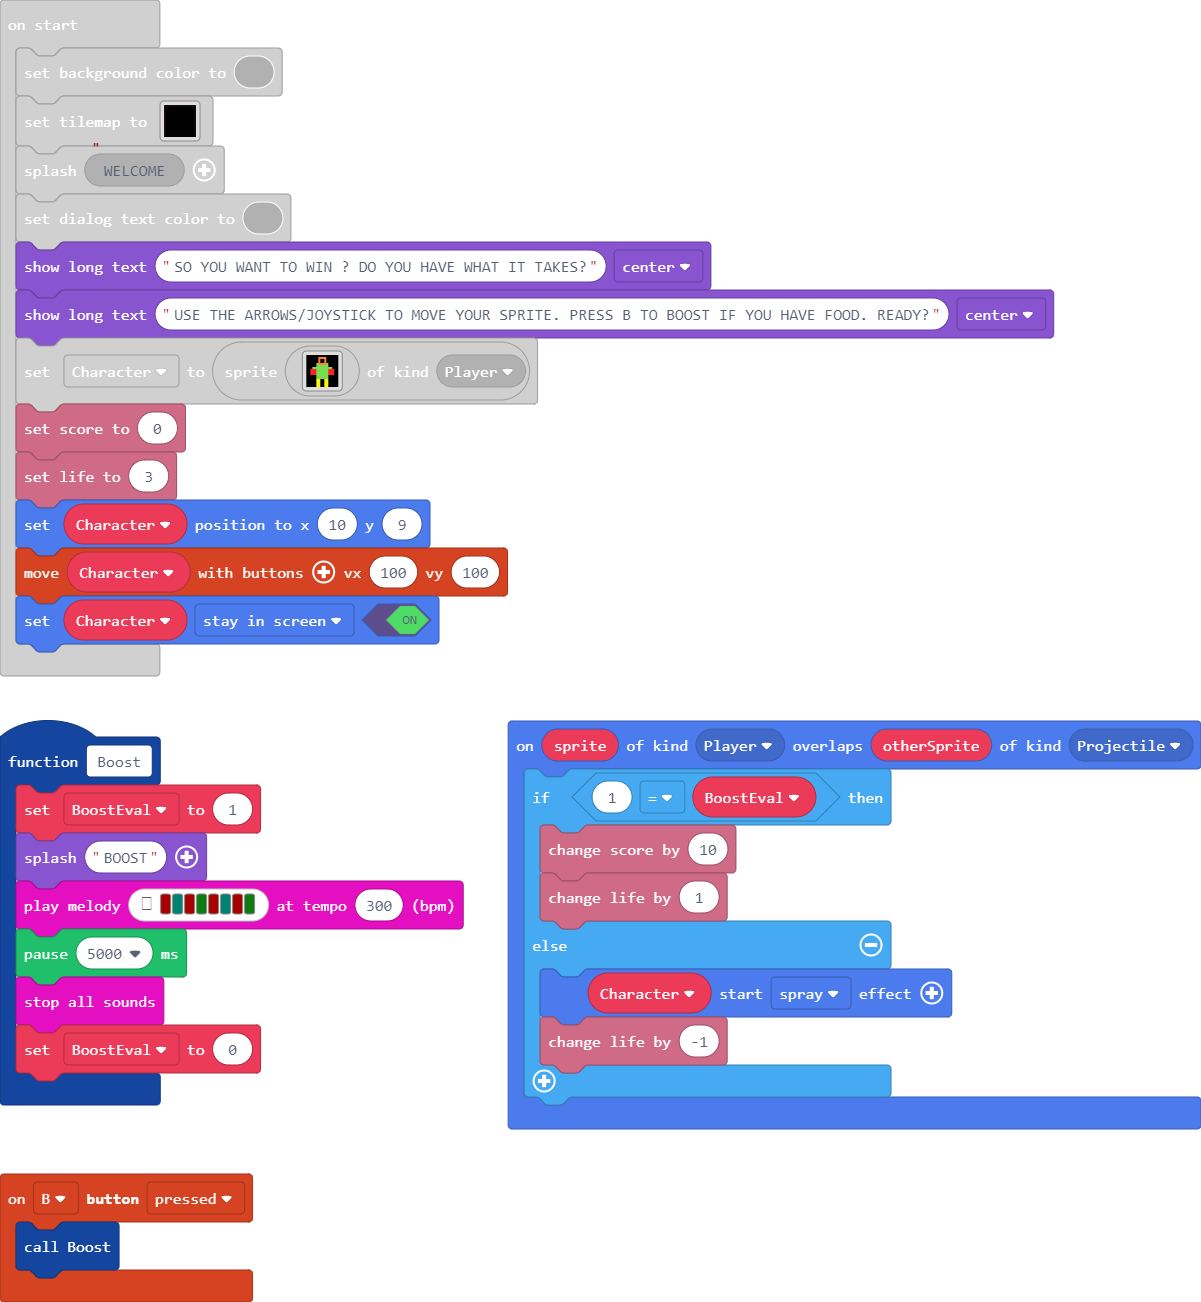 on start
set background color to
set tilemap to
splash " WELCOME
set dialog text color to
show long text "SO YOU WANT TO WIN ? DO YOU HAVE WHAT IT TAKES?" center
show long text "USE THE ARROWS/JOYSTICK TO MOVE YOUR SPRITE. PRESS B TO BOOST IF YOU HAVE FOOD. READY?" center
set Character to sprite of kind Player
set score to 0
set life to 3
set Character position to x 10 y 9
move Character with buttons vx 100 vy 100
set Character stay in screen ON
function Boost
set BoostEval to 1
splash "BOOST"
play melody at tempo 300 (bpm)
pause 5000 ms
stop all sounds
set BoostEval to 0
on sprite of kind Player overlaps otherSprite of kind Projectile
if 1 = BoostEval then
change score by 10
change life by 1
else
Character start spray effect
change life by -1
on B button pressed
call Boost